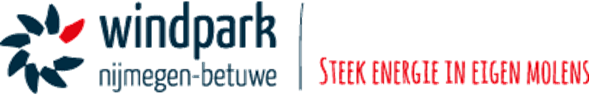 windpark
nijmegen-betuwe
STEEK ENERGIE IN EIGEN MOLENS